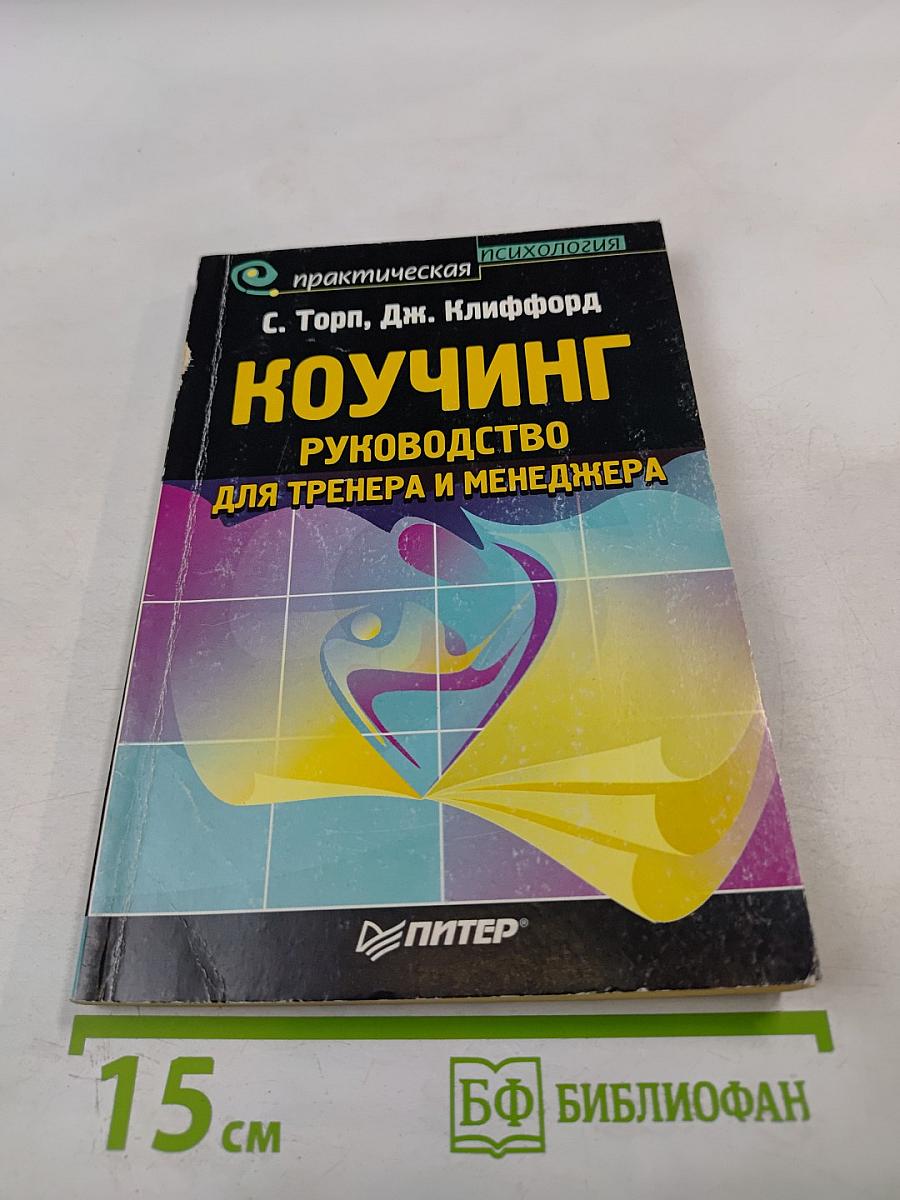 практическая психология
С. Торп, Дж. Клиффорд
КОУЧИНГ
РУКОВОДСТВО
ДЛЯ ТРЕНЕРА И МЕНЕДЖЕРА
ПИТЕР®
15 см
БФ БИБЛИОФАН